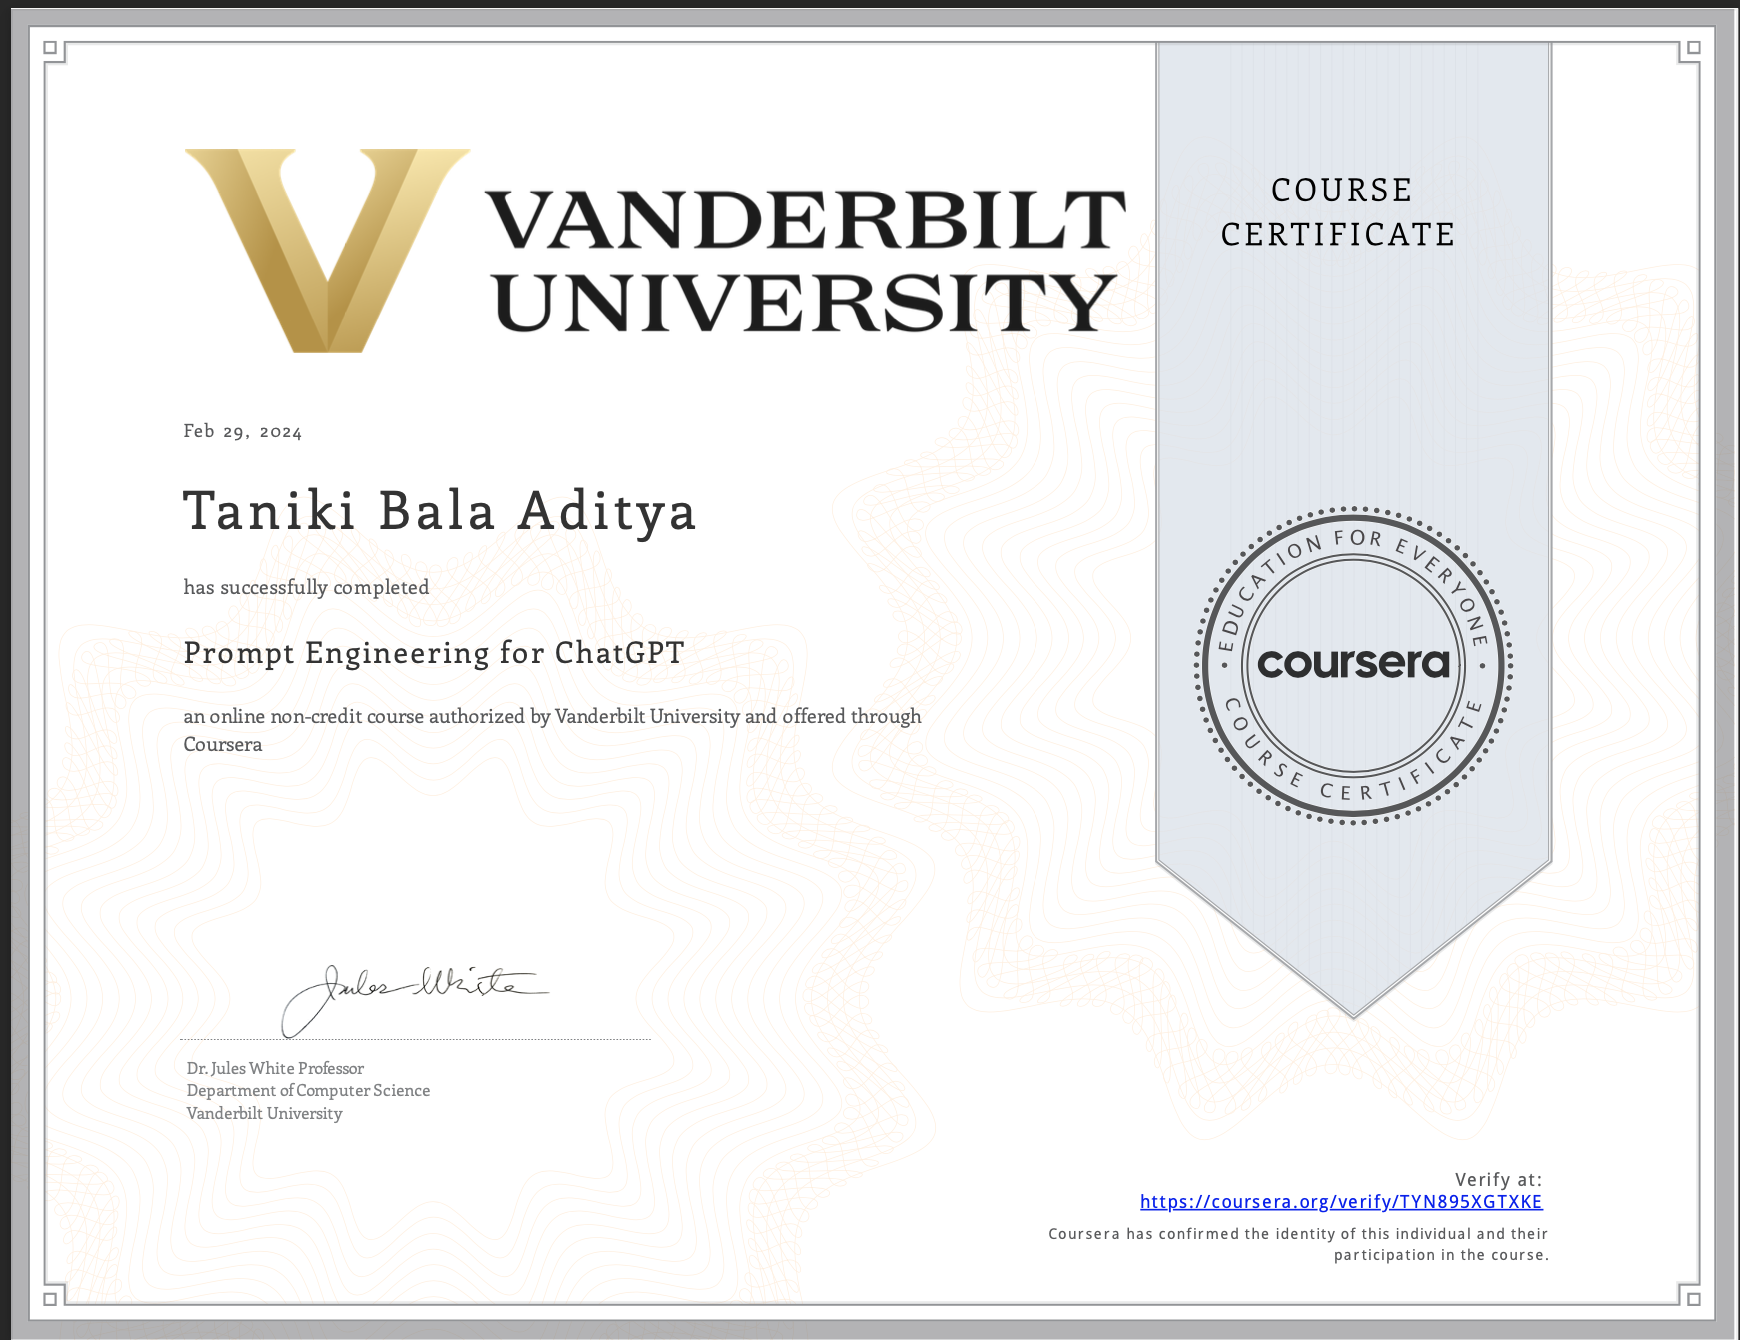 VANDERBILT
UNIVERSITY
COURSE
CERTIFICATE
Feb 29, 2024
Taniki Bala Aditya
has successfully completed
Prompt Engineering for ChatGPT
an online non-credit course authorized by Vanderbilt University and offered through
Coursera
EDUCATION FOR EVERYONE
coursera
COURSE CERTIFICATE
Jules White
Dr. Jules White Professor
Department of Computer Science
Vanderbilt University
Verify at:
https://coursera.org/verify/TYN895XGTXKE
Coursera has confirmed the identity of this individual and their
participation in the course.